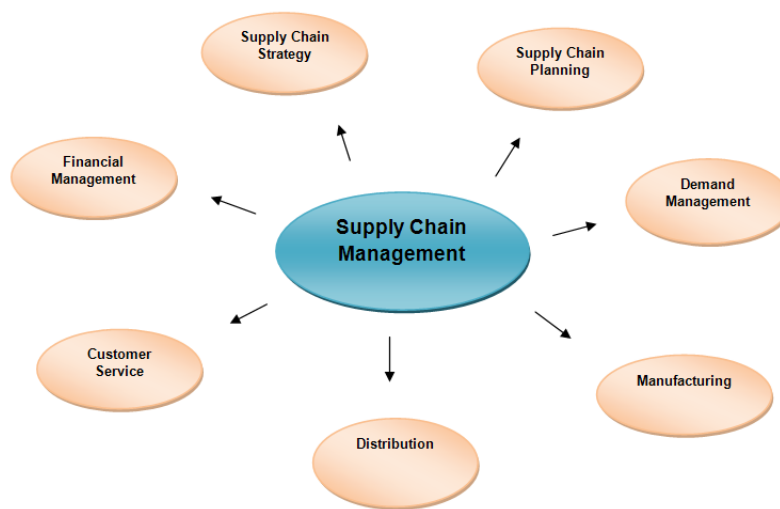 Supply Chain
Strategy
Supply Chain
Planning
Financial
Management
Demand
Management
Supply Chain
Management
Customer
Service
Manufacturing
Distribution